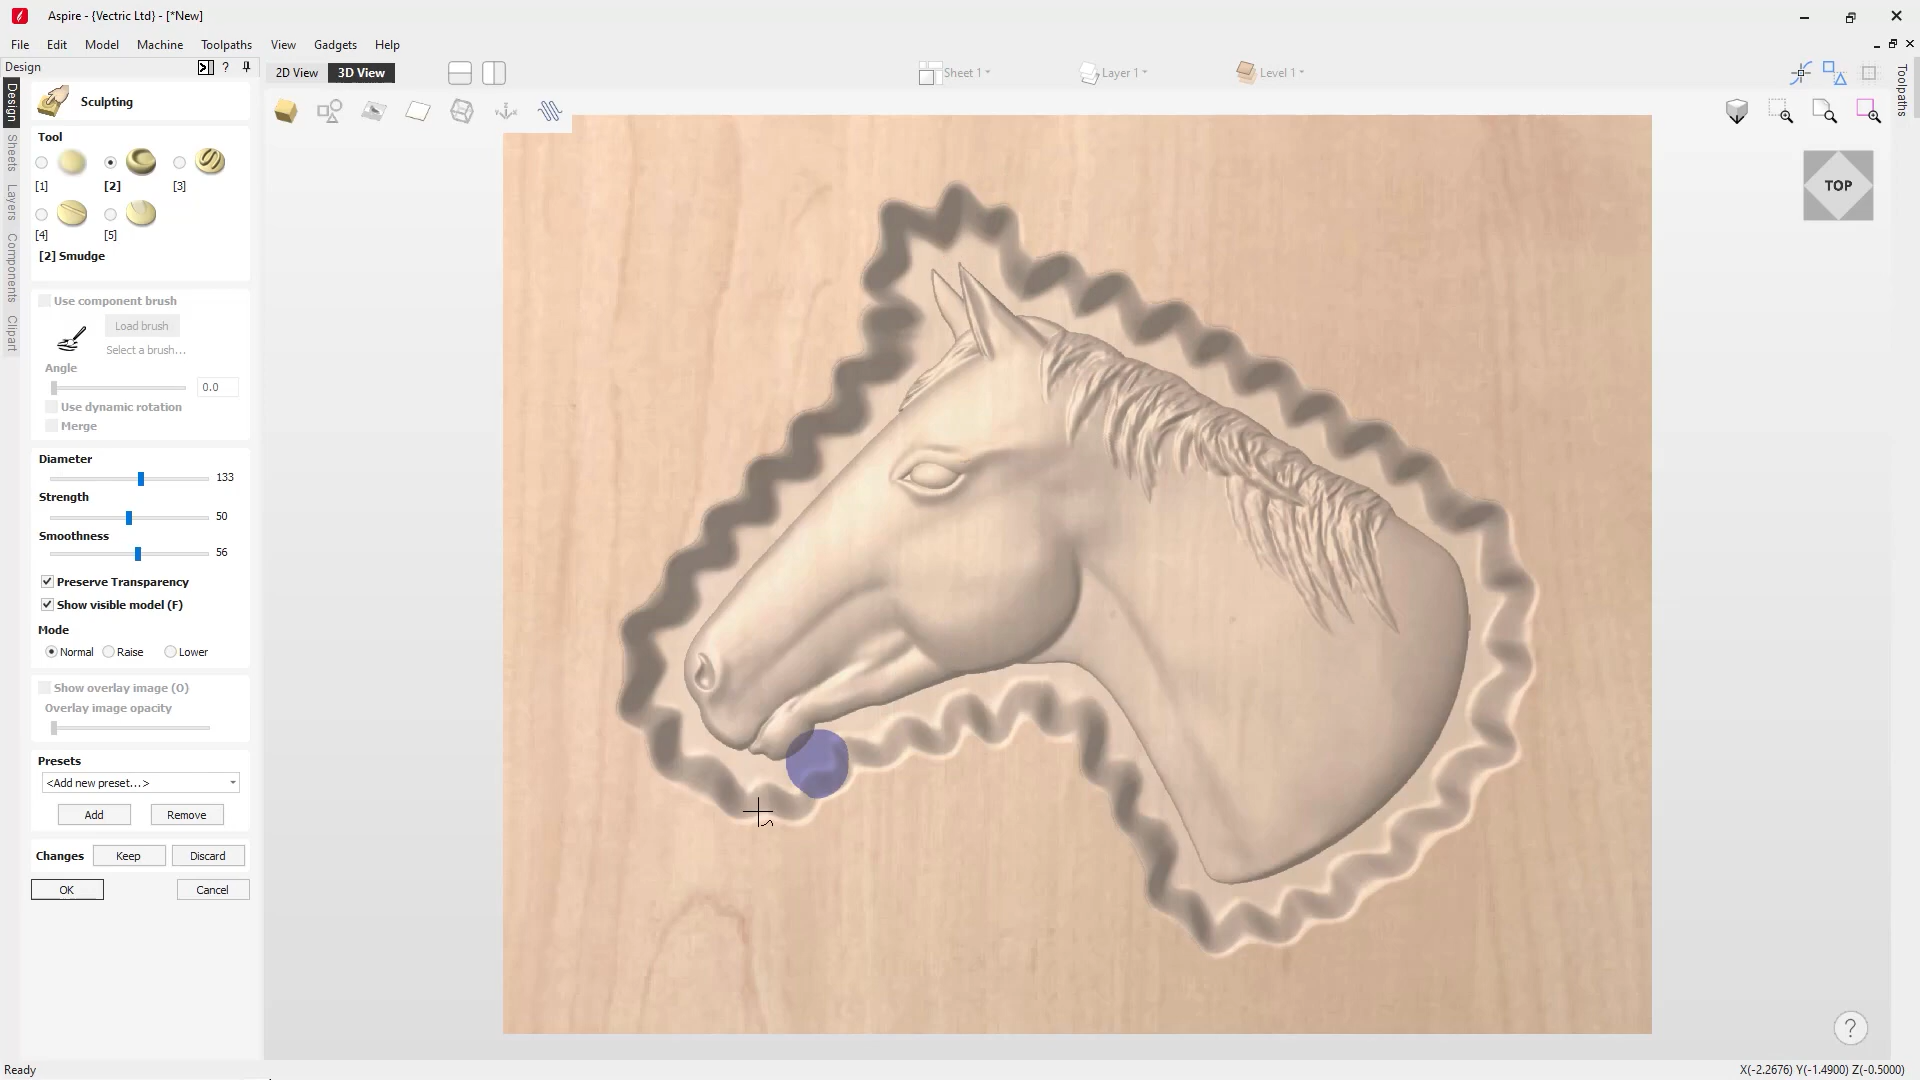 Aspire - {Vectric Ltd} - [*New]
File Edit Model Machine Toolpaths View Gadgets Help
Design ?
2D View 3D View Sheet 1 Layer 1 Level 1
Design
Sheets
Layers
Components
Clipart
Toolpaths
Sculpting
Tool
[1] [2] [3]
[4] [5]
[2] Smudge
Use component brush
Load brush
Select a brush...
Angle
0.0
Use dynamic rotation
Merge
Diameter
133
Strength
50
Smoothness
56
Preserve Transparency
Show visible model (F)
Mode
Normal Raise Lower
Show overlay image (O)
Overlay image opacity
Presets
<Add new preset...>
Add Remove
Changes Keep Discard
OK Cancel
TOP
?
Ready
X(-2.2676) Y(-1.4900) Z(-0.5000)